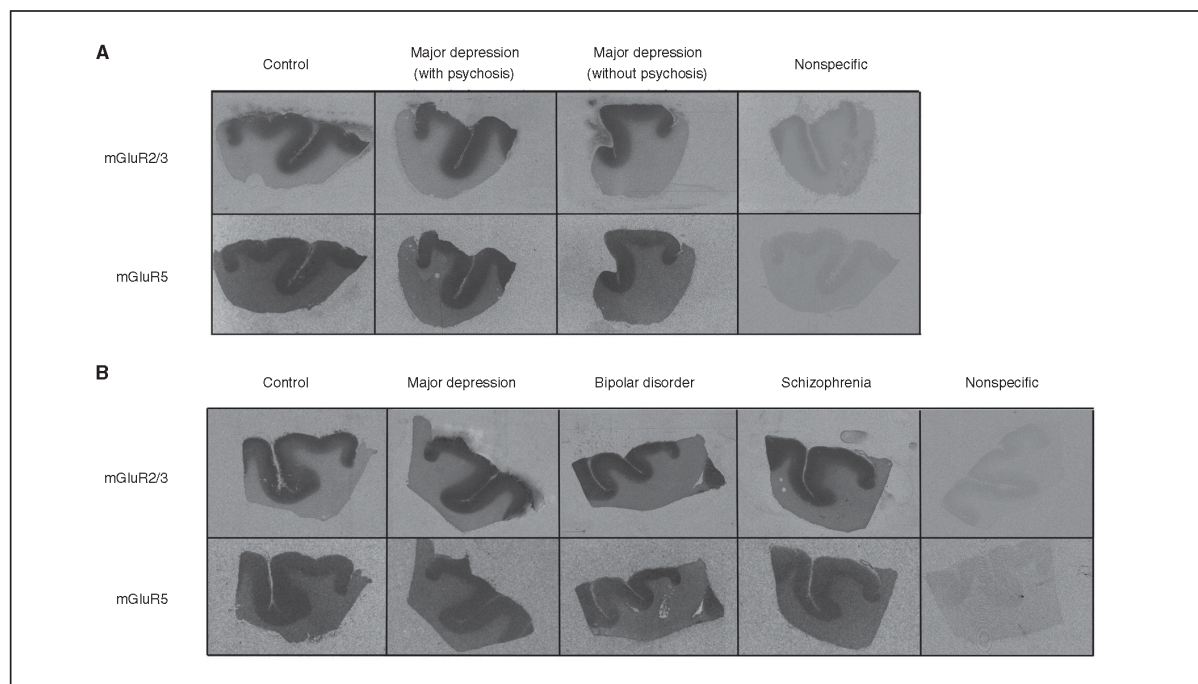 A
Control
Major depression
(with psychosis)
Major depression
(without psychosis)
Nonspecific
mGluR2/3
mGluR5
B
Control
Major depression
Bipolar disorder
Schizophrenia
Nonspecific
mGluR2/3
mGluR5